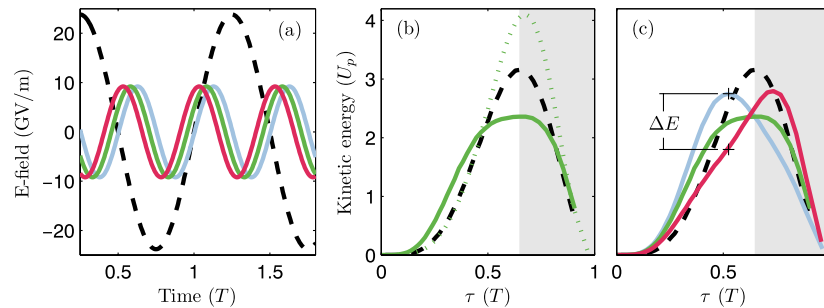 (a)
E-field (GV/m)
20
10
0
−10
−20
0.5
1
1.5
Time (T)
(b)
Kinetic energy (Up)
4
3
2
1
0
0
0.5
1
τ (T)
(c)
ΔE
0
0.5
τ (T)